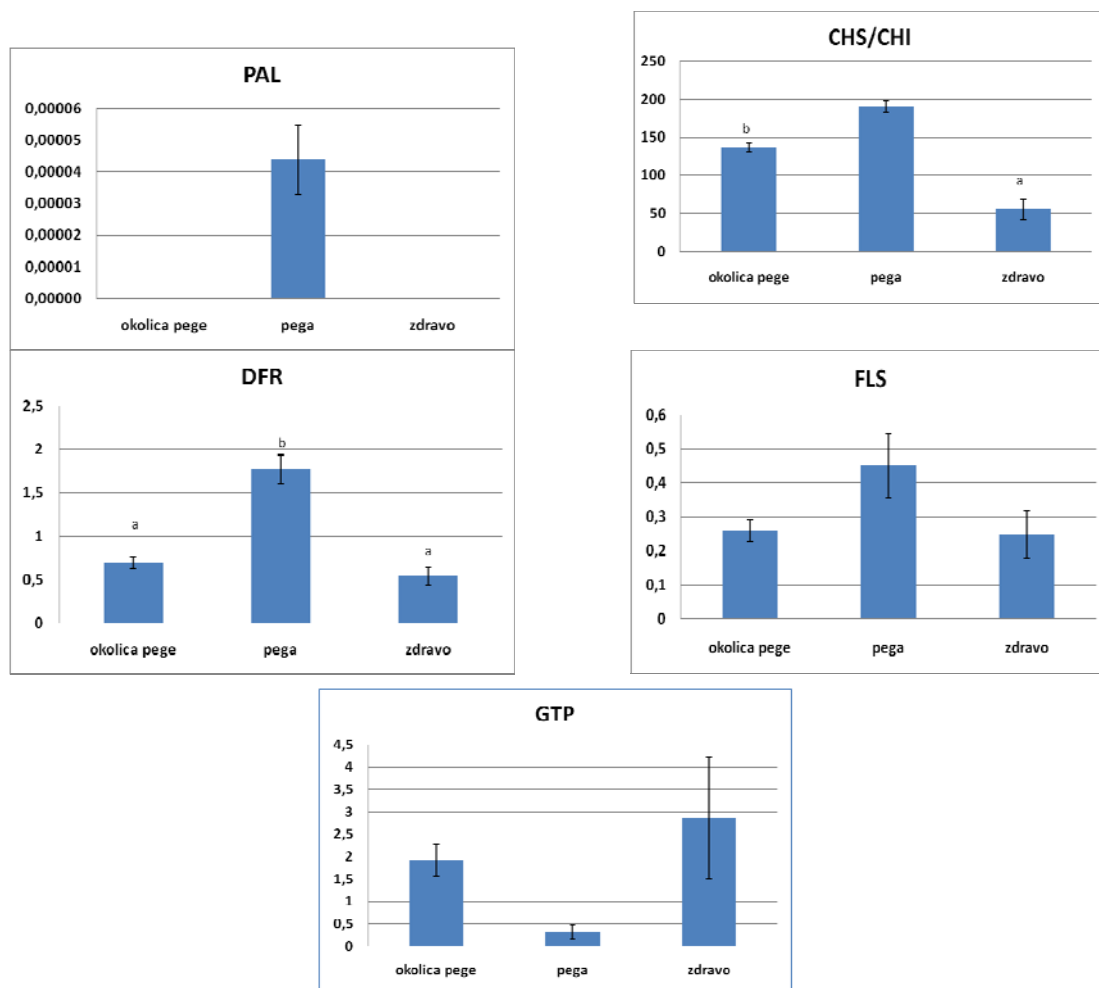 PAL
0,00006
0,00005
0,00004
0,00003
0,00002
0,00001
0,00000
okolica pege pega zdravo
CHS/CHI
250
200
150
100
50
0
b
a
okolica pege pega zdravo
DFR
2,5
2
1,5
1
0,5
0
a
b
a
okolica pege pega zdravo
FLS
0,6
0,5
0,4
0,3
0,2
0,1
0
okolica pege pega zdravo
GTP
4,5
4
3,5
3
2,5
2
1,5
1
0,5
0
okolica pege pega zdravo